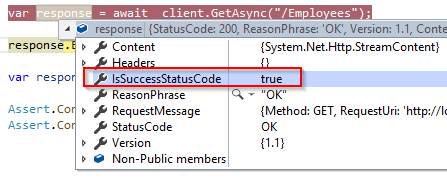 var response = await _client.GetAsync("/Employees");
response {StatusCode: 200, ReasonPhrase: 'OK', Version: 1.1, Conte
response.E
Content {System.Net.Http.StreamContent}
Headers {}
var respon
IsSuccessStatusCode true
ReasonPhrase "OK"
Assert.Con
RequestMessage {Method: GET, RequestUri: 'http://lo
Assert.Con
StatusCode OK
Version {1.1}
Non-Public members